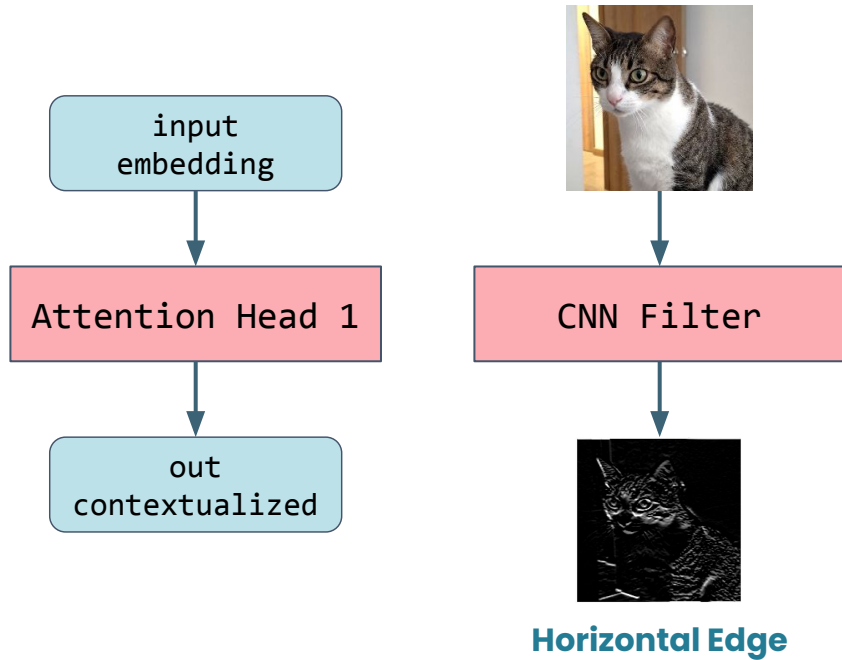 input
embedding
Attention Head 1
CNN Filter
out
contextualized
Horizontal Edge